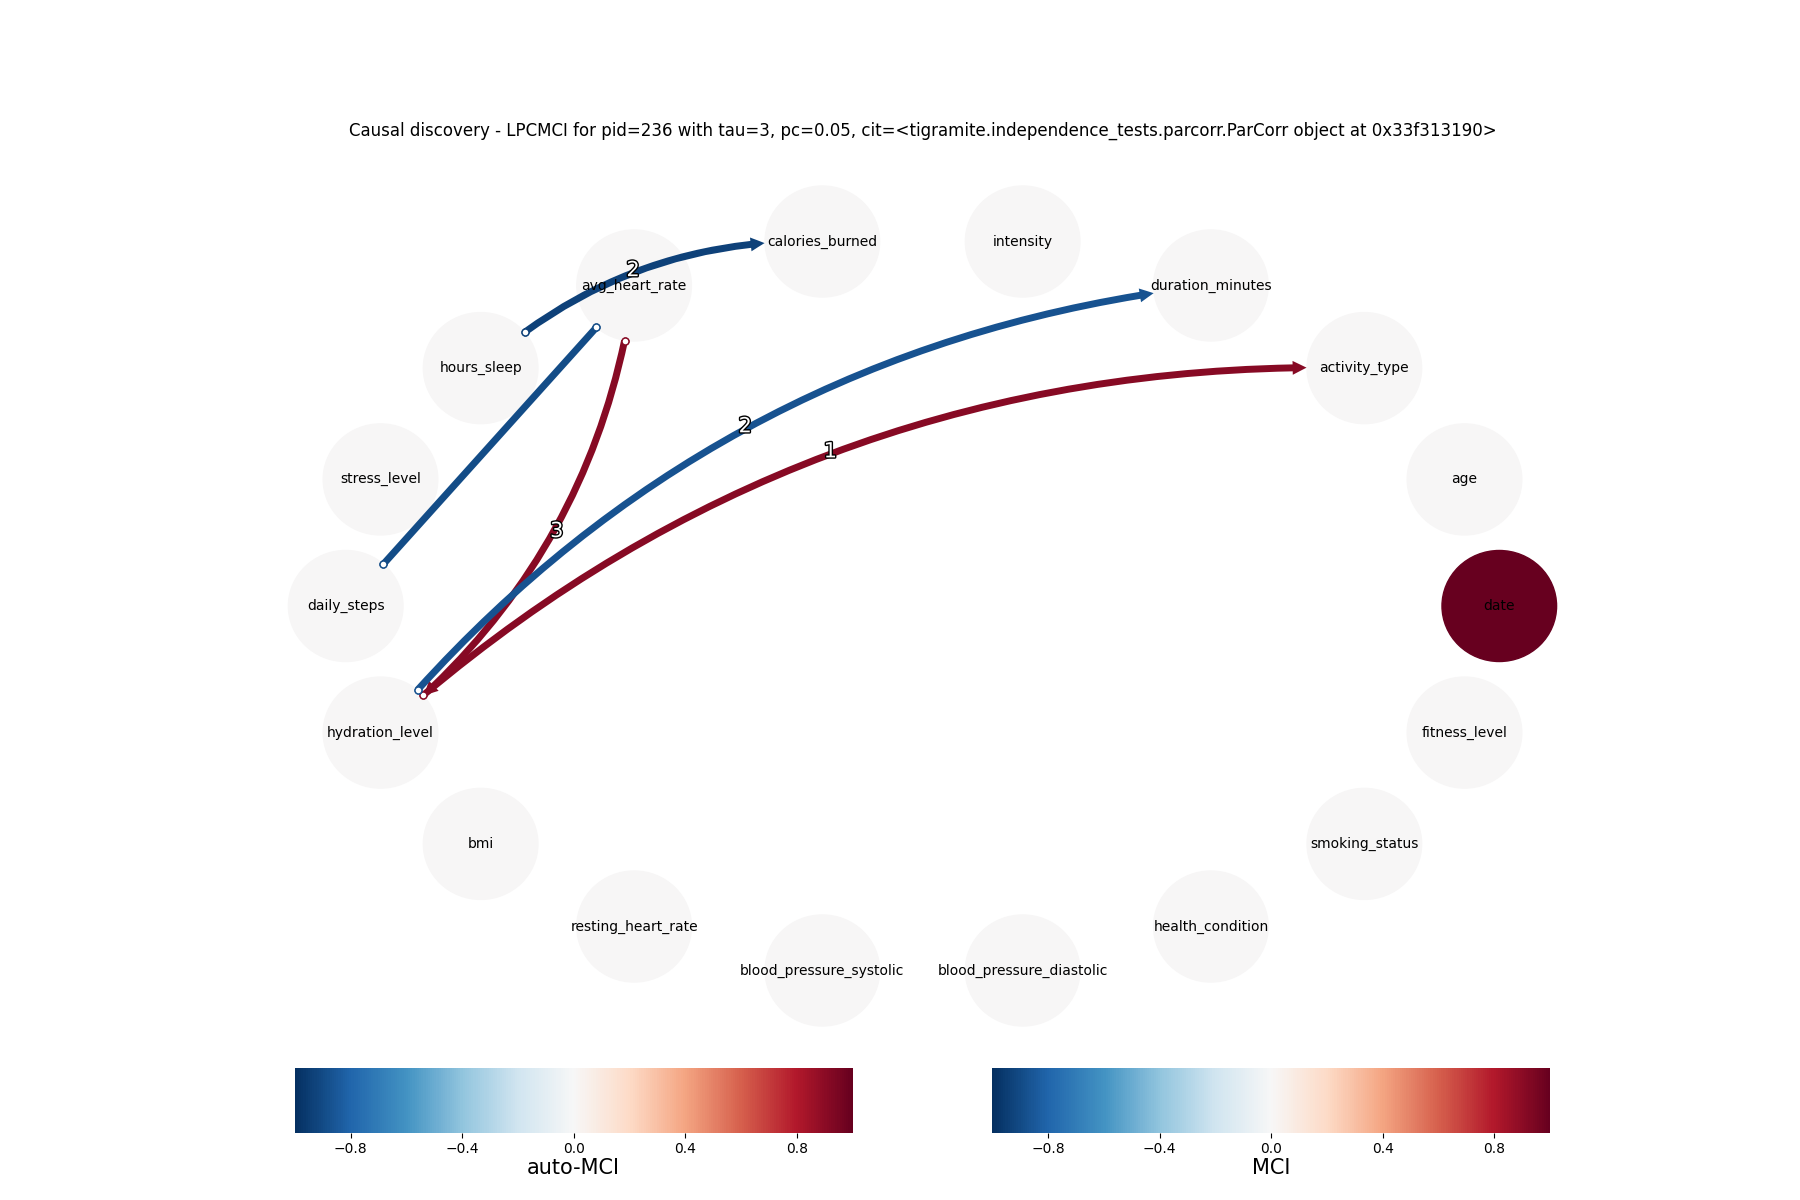 Causal discovery - LPCMCI for pid=236 with tau=3, pc=0.05, cit=<tigramite.independence_tests.parcorr.ParCorr object at 0x33f313190>
calories_burned
intensity
2
avg_heart_rate
duration_minutes
hours_sleep
activity_type
2
1
stress_level
age
3
daily_steps
date
hydration_level
fitness_level
bmi
smoking_status
resting_heart_rate
health_condition
blood_pressure_systolic
blood_pressure_diastolic
−0.8 −0.4 0.0 0.4 0.8
auto-MCI
−0.8 −0.4 0.0 0.4 0.8
MCI